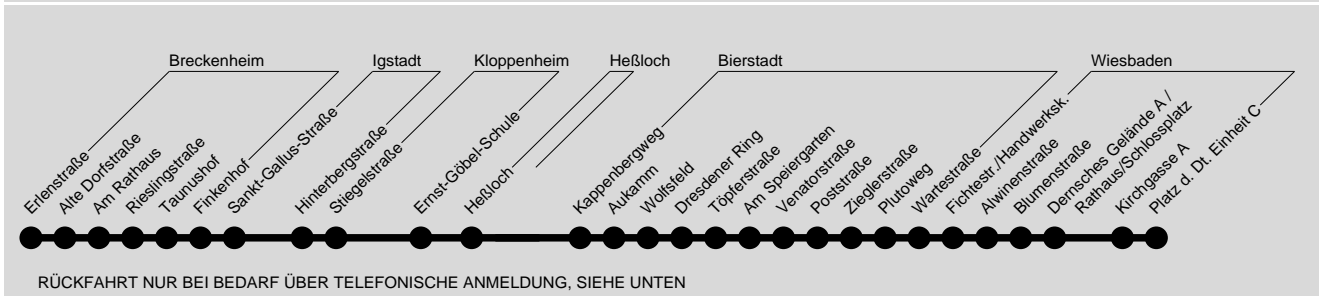 Breckenheim
Igstadt
Kloppenheim
Heßloch
Bierstadt
Wiesbaden
Erlenstraße
Alte Dorfstraße
Am Rathaus
Rieslingstraße
Taunushof
Finkenhof
Sankt-Gallus-Straße
Hinterbergstraße
Stiegelstraße
Ernst-Göbel-Schule
Heßloch
Kappenbergweg
Aukamm
Wolfsfeld
Dresdener Ring
Töpferstraße
Am Speiergarten
Venatorstraße
Poststraße
Zieglerstraße
Plutoweg
Wartestraße
Fichtestr./Handwerksk.
Alwinenstraße
Blumenstraße
Dernsches Gelände A /
Rathaus/Schlossplatz
Kirchgasse A
Platz d. Dt. Einheit C
RÜCKFAHRT NUR BEI BEDARF ÜBER TELEFONISCHE ANMELDUNG, SIEHE UNTEN